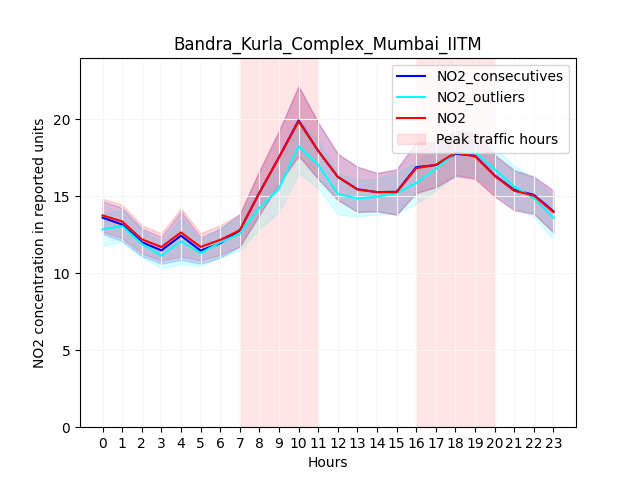 Bandra_Kurla_Complex_Mumbai_IITM
NO2_consecutives
NO2_outliers
NO2
Peak traffic hours
NO2 concentration in reported units
20
15
10
5
0
0 1 2 3 4 5 6 7 8 9 10 11 12 13 14 15 16 17 18 19 20 21 22 23
Hours